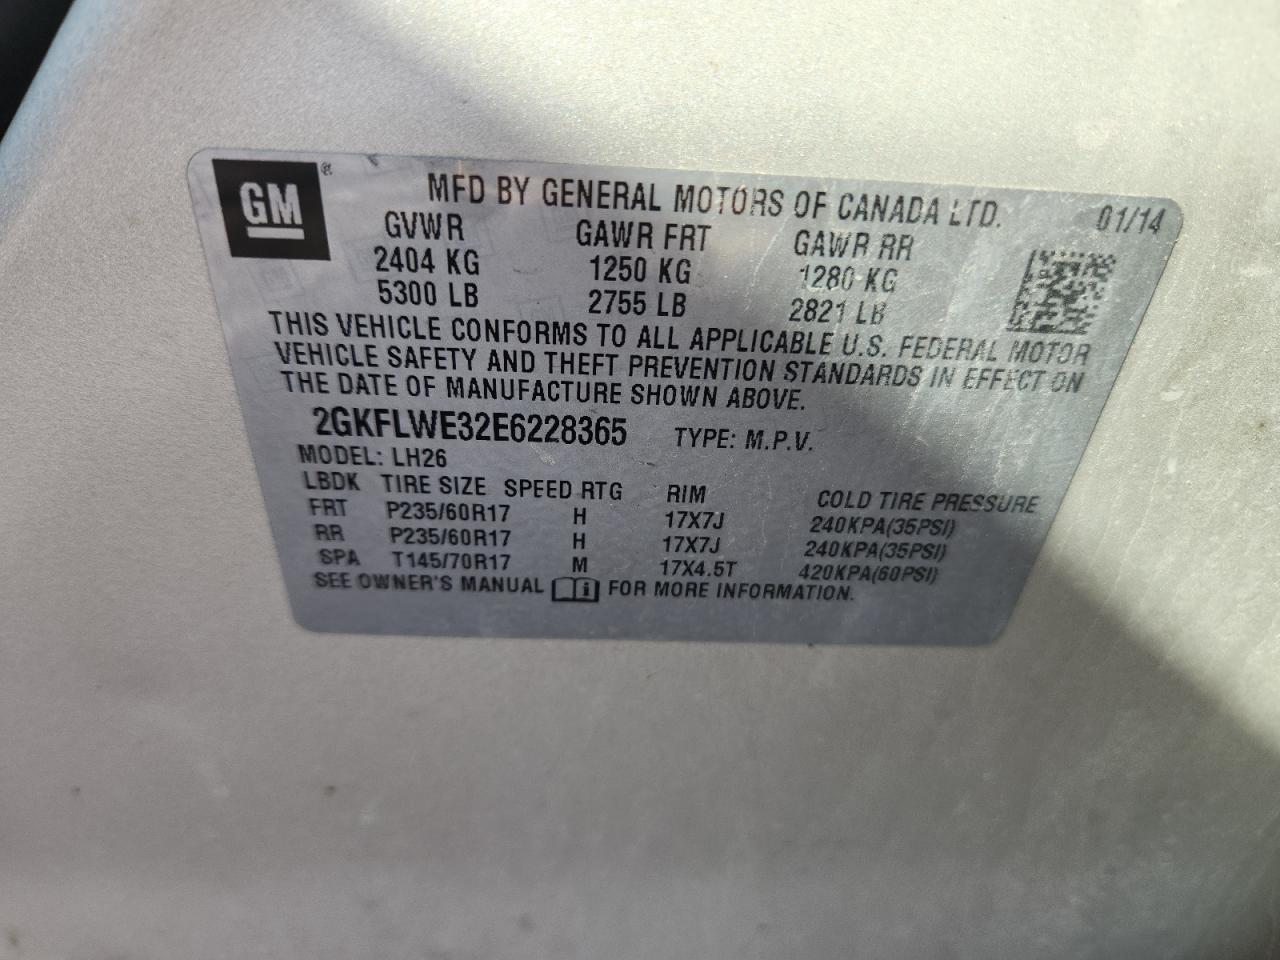 GM ®
MFD BY GENERAL MOTORS OF CANADA LTD. 01/14
GVWR GAWR FRT GAWR RR
2404 KG 1250 KG 1280 KG
5300 LB 2755 LB 2821 LB
THIS VEHICLE CONFORMS TO ALL APPLICABLE U.S. FEDERAL MOTOR
VEHICLE SAFETY AND THEFT PREVENTION STANDARDS IN EFFECT ON
THE DATE OF MANUFACTURE SHOWN ABOVE.
2GKFLWE32E6228365 TYPE: M.P.V.
MODEL: LH26
LBDK TIRE SIZE SPEED RTG RIM COLD TIRE PRESSURE
FRT P235/60R17 H 17X7J 240KPA(35PSI)
RR P235/60R17 H 17X7J 240KPA(35PSI)
SPA T145/70R17 M 17X4.5T 420KPA(60PSI)
SEE OWNER'S MANUAL i FOR MORE INFORMATION.